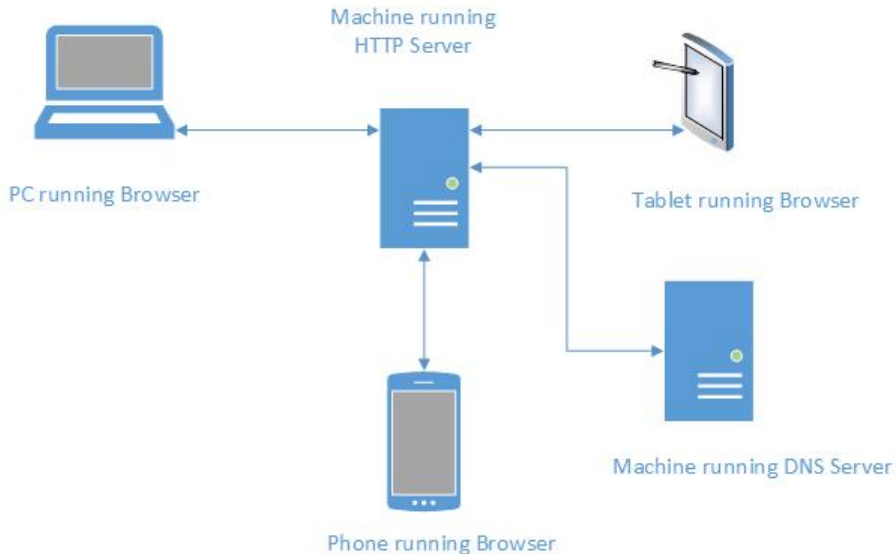 Machine running
HTTP Server
PC running Browser
Tablet running Browser
Machine running DNS Server
Phone running Browser